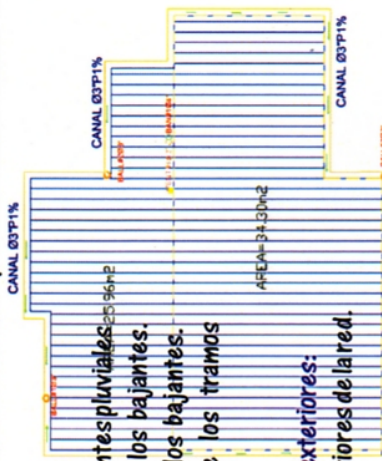 CANAL Ø3"P1%
CANAL Ø3"P1%
CANAL Ø3"P1%
AREA=34.30m2
25.96m2
ntes pluviales
los bajantes.
los bajantes.
los tramos
exteriores:
iores de la red.